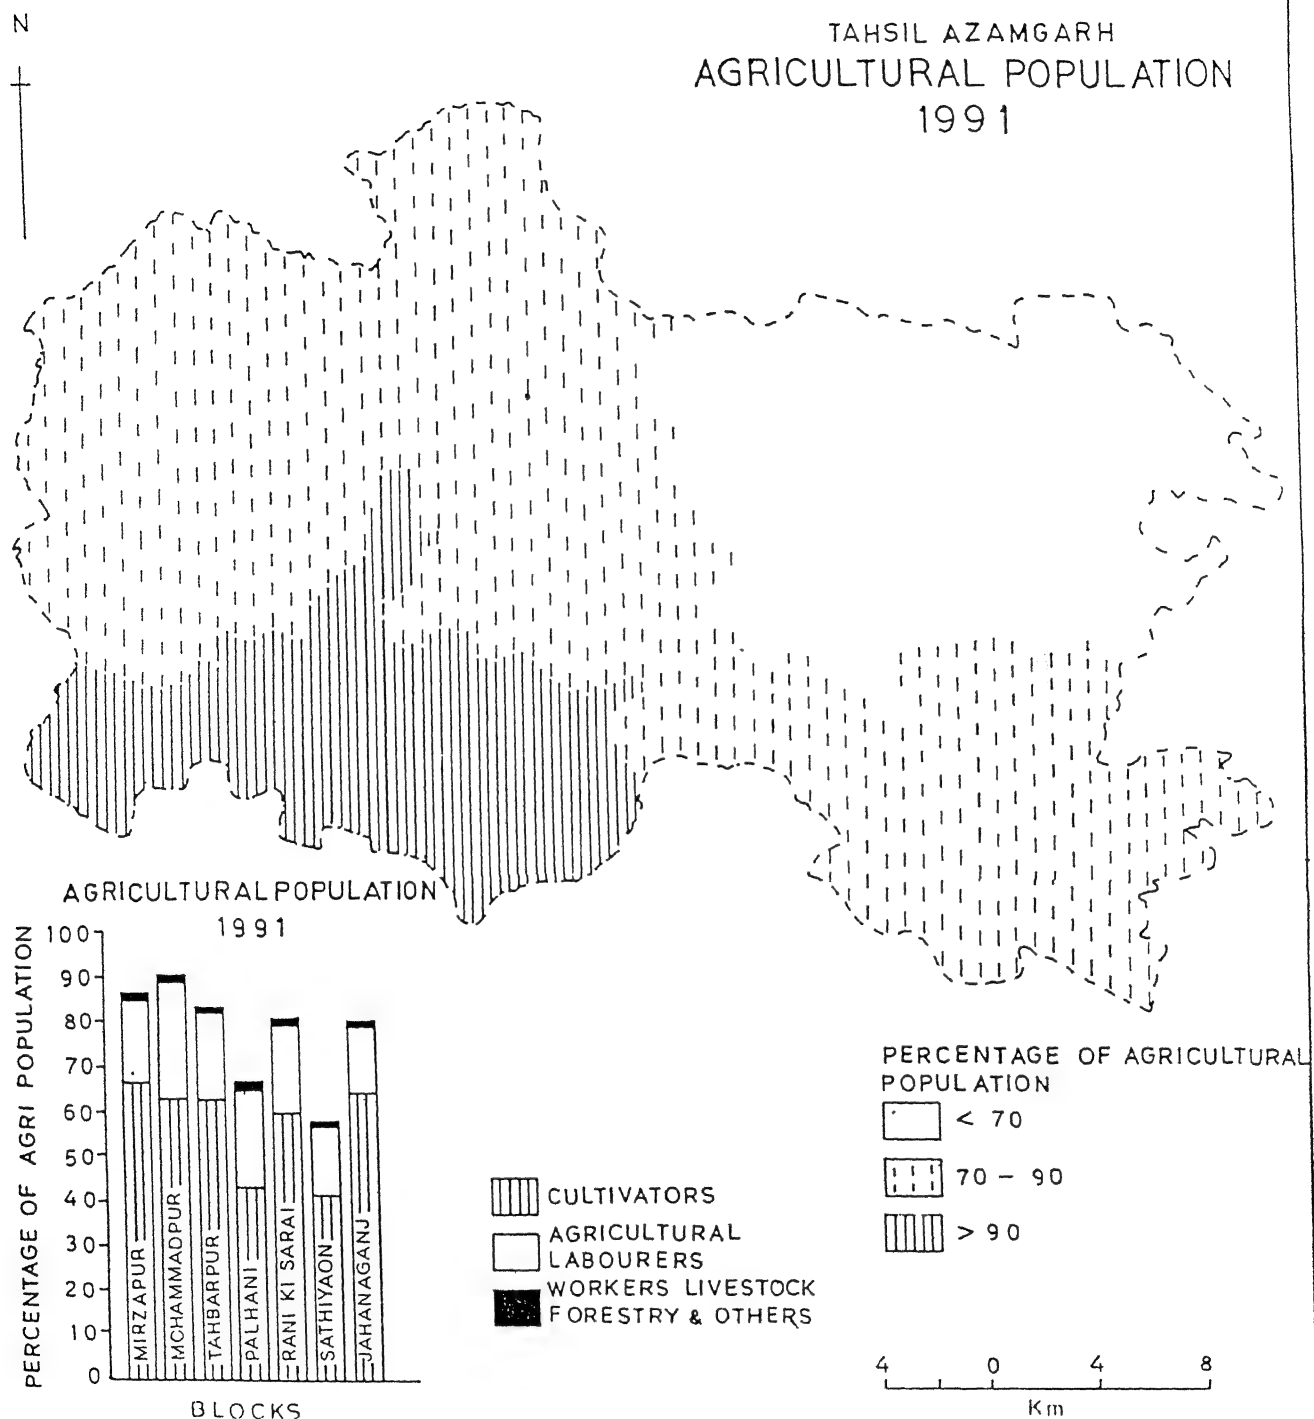 N
TAHSIL AZAMGARH
AGRICULTURAL POPULATION
1991
AGRICULTURAL POPULATION
1991
PERCENTAGE OF AGRI POPULATION
100
90
80
70
60
50
40
30
20
10
0
MIRZAPUR
MCHAMMADPUR
TAHBARPUR
PALHANI
RANI KI SARAI
SATHIYAON
JAHANAGANJ
BLOCKS
CULTIVATORS
AGRICULTURAL
LABOURERS
WORKERS LIVESTOCK
FORESTRY & OTHERS
PERCENTAGE OF AGRICULTURAL
POPULATION
< 70
70 - 90
> 90
4 0 4 8
Km